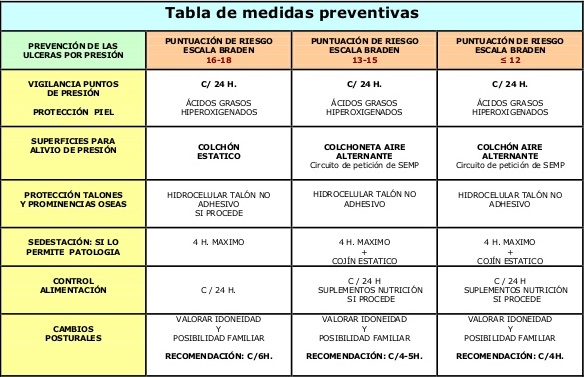 Tabla de medidas preventivas
PREVENCIÓN DE LAS
ULCERAS POR PRESIÓN
PUNTUACIÓN DE RIESGO
ESCALA BRADEN
16-18
PUNTUACIÓN DE RIESGO
ESCALA BRADEN
13-15
PUNTUACIÓN DE RIESGO
ESCALA BRADEN
≤ 12
VIGILANCIA PUNTOS
DE PRESIÓN
PROTECCIÓN PIEL
C/ 24 H.
ÁCIDOS GRASOS
HIPEROXIGENADOS
C/ 24 H.
ÁCIDOS GRASOS
HIPEROXIGENADOS
C/ 24 H.
ÁCIDOS GRASOS
HIPEROXIGENADOS
SUPERFICIES PARA
ALIVIO DE PRESIÓN
COLCHÓN
ESTATICO
COLCHONETA AIRE
ALTERNANTE
Circuito de petición de SEMP
COLCHÓN AIRE
ALTERNANTE
Circuito de petición de SEMP
PROTECCIÓN TALONES
Y PROMINENCIAS OSEAS
HIDROCELULAR TALÓN NO
ADHESIVO
SI PROCEDE
HIDROCELULAR TALÓN NO
ADHESIVO
HIDROCELULAR TALÓN NO
ADHESIVO
SEDESTACIÓN: SI LO
PERMITE PATOLOGIA
4 H. MAXIMO
4 H. MAXIMO
+
COJÍN ESTATICO
4 H. MAXIMO
+
COJÍN ESTATICO
CONTROL
ALIMENTACIÓN
C / 24 H.
C / 24 H
SUPLEMENTOS NUTRICIÓN
SI PROCEDE
C / 24 H
SUPLEMENTOS NUTRICIÓN
SI PROCEDE
CAMBIOS
POSTURALES
VALORAR IDONEIDAD
Y
POSIBILIDAD FAMILIAR
RECOMENDACIÓN: C/6H.
VALORAR IDONEIDAD
Y
POSIBILIDAD FAMILIAR
RECOMENDACIÓN: C/4-5H.
VALORAR IDONEIDAD
Y
POSIBILIDAD FAMILIAR
RECOMENDACIÓN: C/4H.